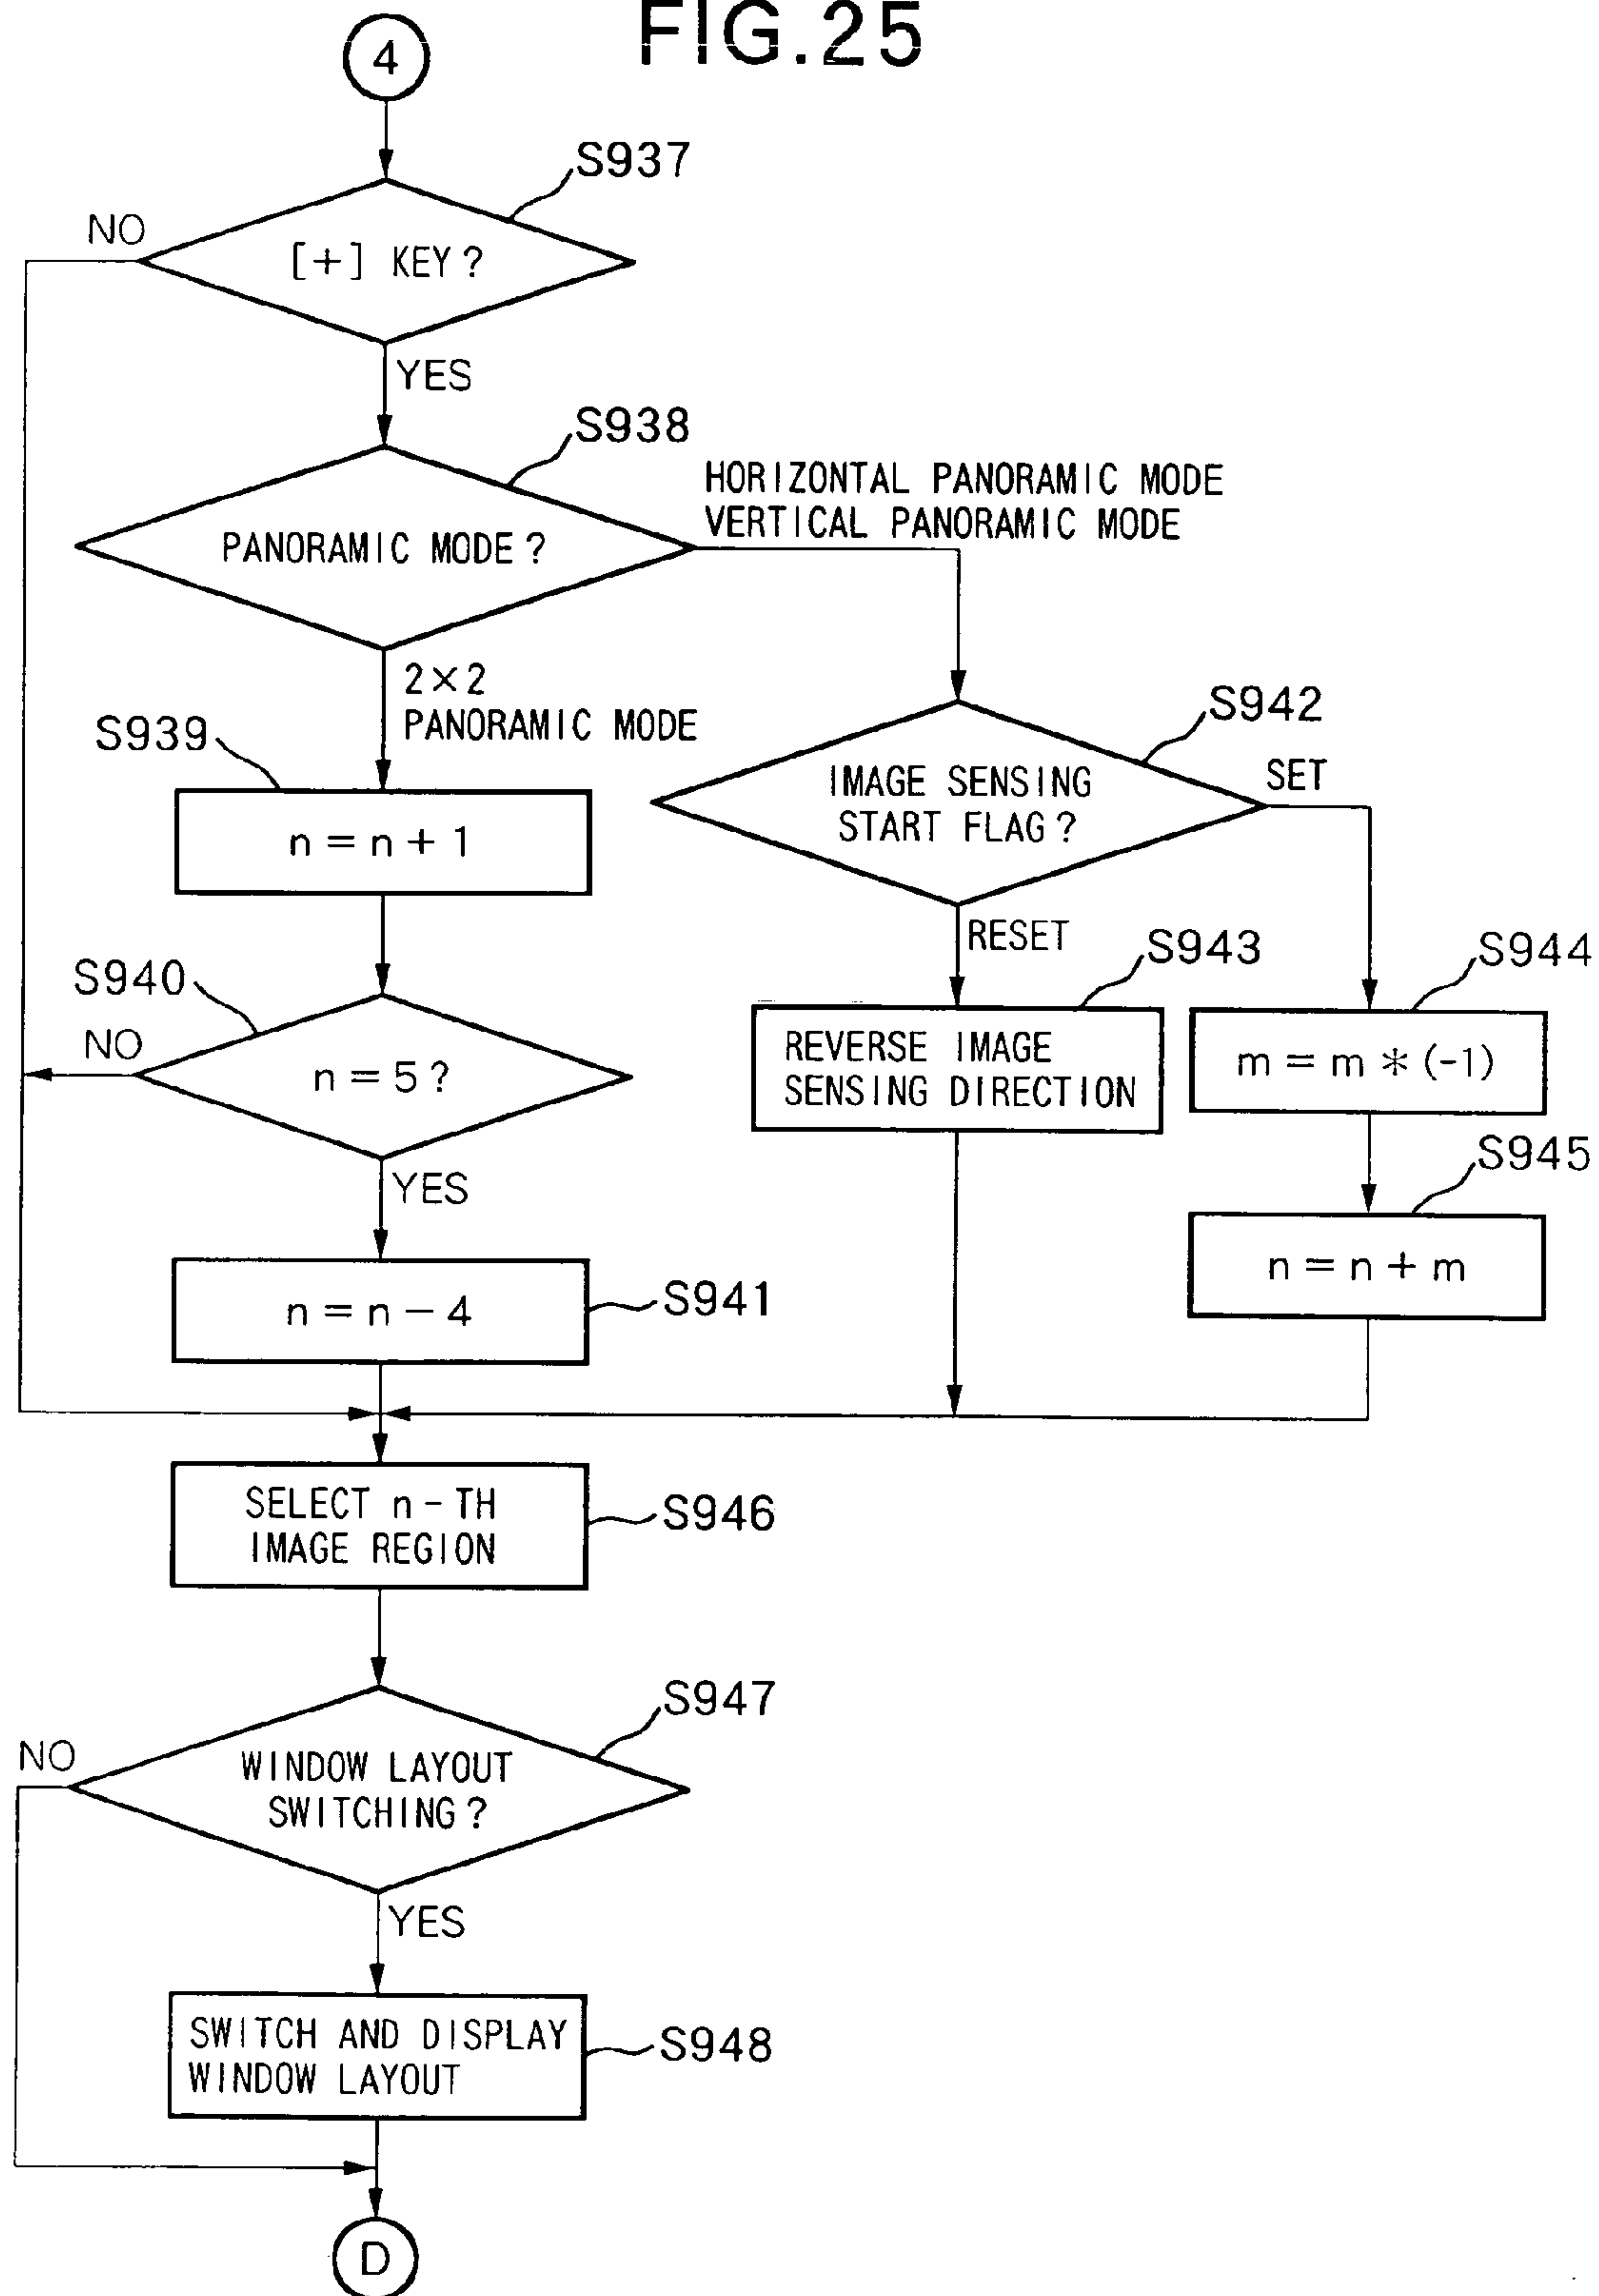 FIG.25
4
S937
NO
[+] KEY?
YES
S938
HORIZONTAL PANORAMIC MODE
VERTICAL PANORAMIC MODE
PANORAMIC MODE?
2×2
PANORAMIC MODE
S939
n = n + 1
S942
IMAGE SENSING
START FLAG?
SET
RESET
S940
NO
n = 5?
YES
S943
REVERSE IMAGE
SENSING DIRECTION
S944
m = m * (-1)
S945
n = n + m
n = n - 4
S941
SELECT n-TH
IMAGE REGION
S946
S947
NO
WINDOW LAYOUT
SWITCHING?
YES
SWITCH AND DISPLAY
WINDOW LAYOUT
S948
D